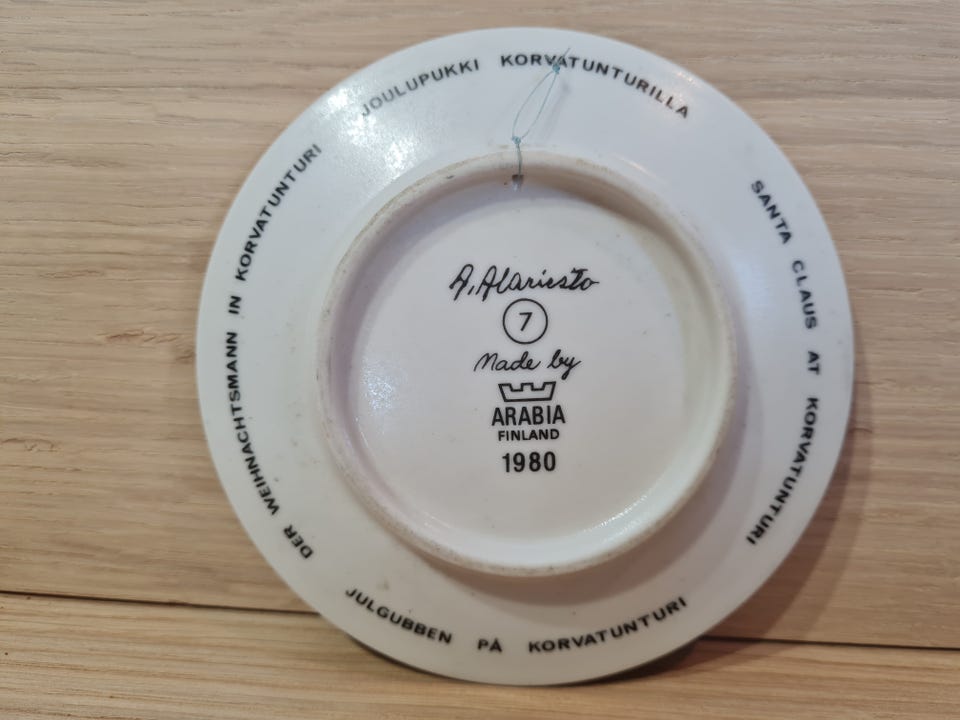 JOULUPUKKI KORVATUNTURILLA
SANTA CLAUS AT KORVATUNTURI
JULGUBBEN PÅ KORVATUNTURI
DER WEIHNACHTSMANN IN KORVATUNTURI
A. Alariesto
7
Made by
ARABIA
FINLAND
1980